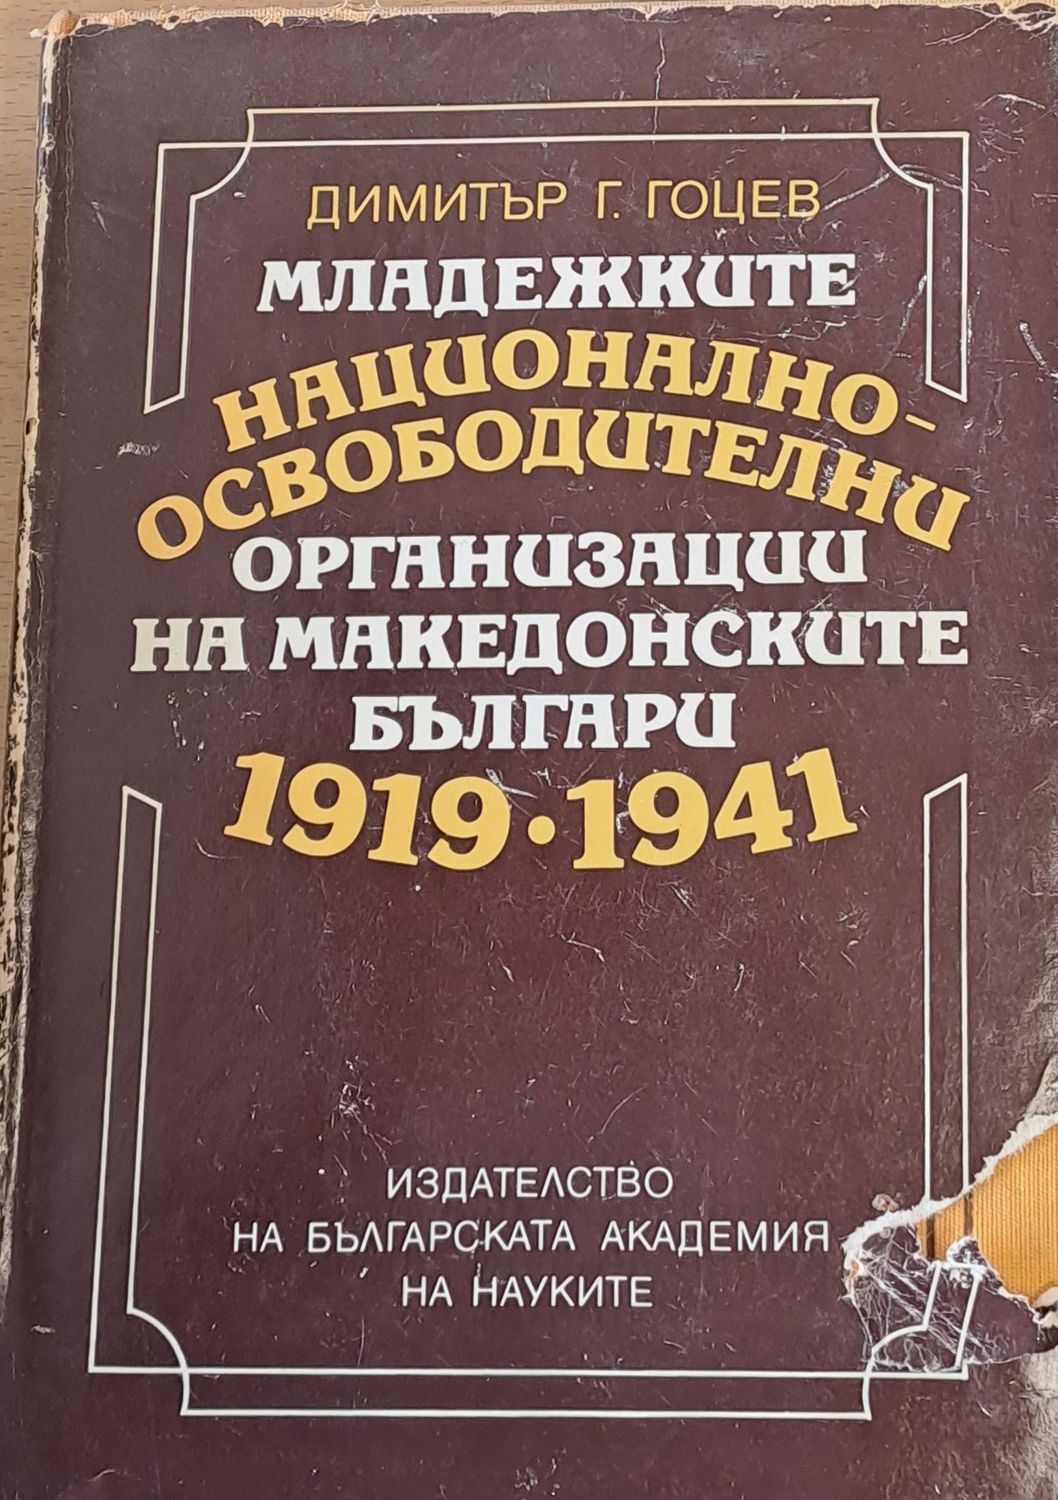 ДИМИТЪР Г. ГОЦЕВ
МЛАДЕЖКИТЕ
НАЦИОНАЛНО-
ОСВОБОДИТЕЛНИ
ОРГАНИЗАЦИИ
НА МАКЕДОНСКИТЕ
БЪЛГАРИ
1919•1941
ИЗДАТЕЛСТВО
НА БЪЛГАРСКАТА АКАДЕМИЯ
НА НАУКИТЕ